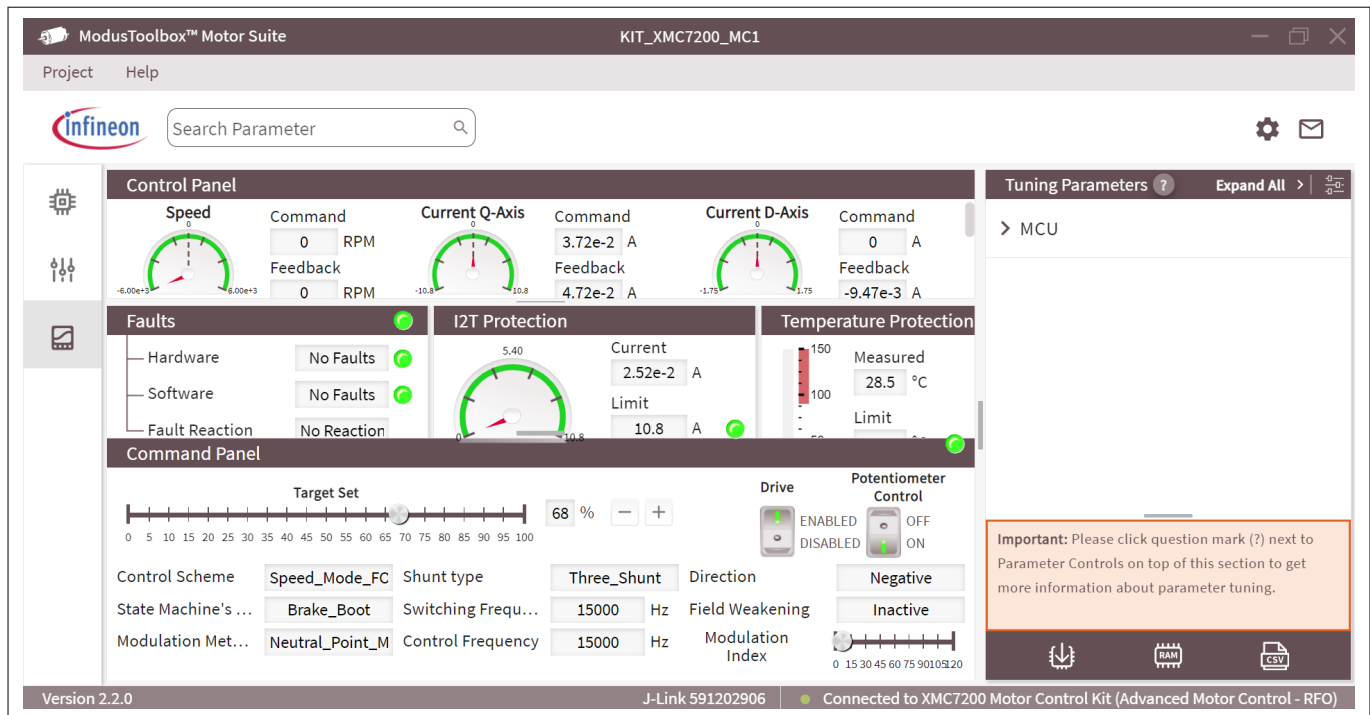 ModusToolbox™ Motor Suite
KIT_XMC7200_MC1
Project Help
infineon
Search Parameter
Control Panel
Speed
0
-6.00e+3 6.00e+3
Command
0 RPM
Feedback
0 RPM
Current Q-Axis
0
-10.8 10.8
Command
3.72e-2 A
Feedback
4.72e-2 A
Current D-Axis
0
-1.75 1.75
Command
0 A
Feedback
-9.47e-3 A
Faults
Hardware No Faults
Software No Faults
Fault Reaction No Reaction
I2T Protection
5.40
0 10.8
Current
2.52e-2 A
Limit
10.8 A
Temperature Protection
150
100
Measured
28.5 °C
Limit
Command Panel
Target Set
0 5 10 15 20 25 30 35 40 45 50 55 60 65 70 75 80 85 90 95 100
68 % − +
Drive
ENABLED
DISABLED
Potentiometer
Control
OFF
ON
Control Scheme Speed_Mode_FO Shunt type Three_Shunt Direction Negative
State Machine's ... Brake_Boot Switching Frequ... 15000 Hz Field Weakening Inactive
Modulation Met... Neutral_Point_M Control Frequency 15000 Hz Modulation
Index
0 15 30 45 60 75 90 105 120
Tuning Parameters ? Expand All >
> MCU
Important: Please click question mark (?) next to
Parameter Controls on top of this section to get
more information about parameter tuning.
RAM
CSV
Version 2.2.0
J-Link 591202906
Connected to XMC7200 Motor Control Kit (Advanced Motor Control - RFO)